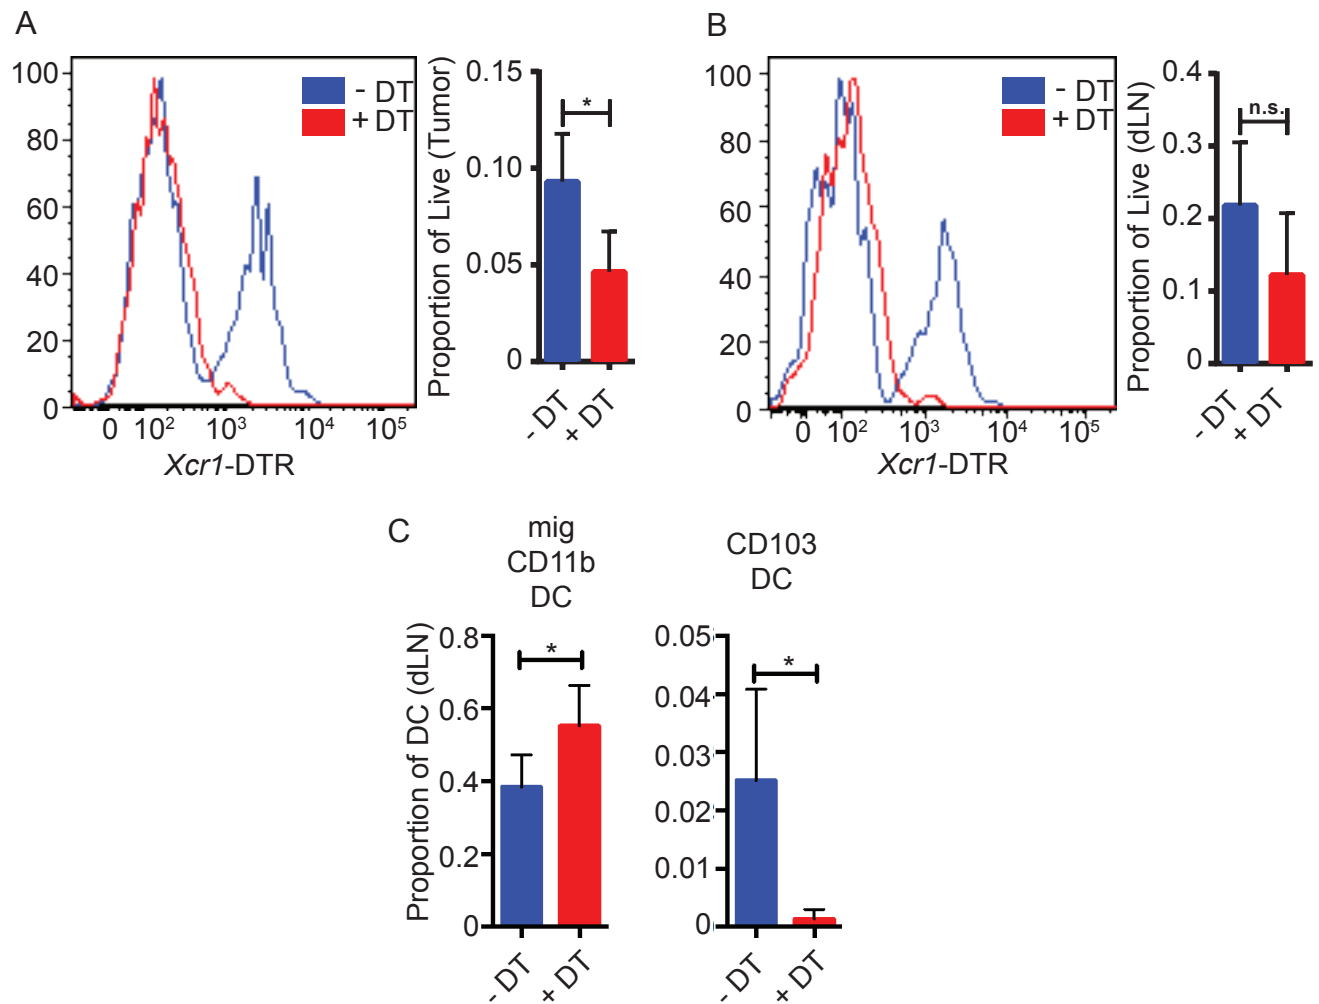 A
100
80
60
40
20
0
0 10² 10³ 10⁴ 10⁵
Xcr1-DTR
- DT
+ DT
Proportion of Live (Tumor)
0.15
0.10
0.05
0
*
- DT
+ DT
B
100
80
60
40
20
0
0 10² 10³ 10⁴ 10⁵
Xcr1-DTR
- DT
+ DT
Proportion of Live (dLN)
0.4
0.3
0.2
0.1
0
n.s.
- DT
+ DT
C
mig
CD11b
DC
Proportion of DC (dLN)
0.8
0.6
0.4
0.2
0
*
- DT
+ DT
CD103
DC
0.05
0.04
0.03
0.02
0.01
0
*
- DT
+ DT